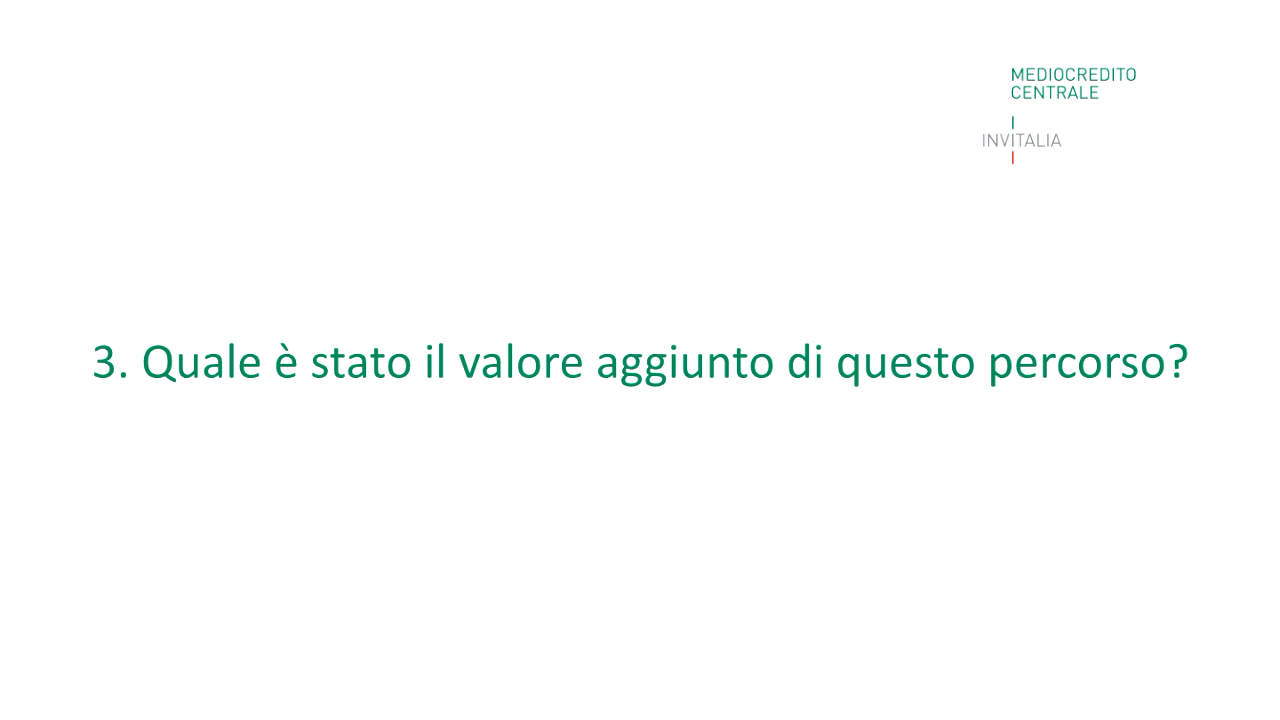 MEDIOCREDITO
CENTRALE
INVITALIA
3. Quale è stato il valore aggiunto di questo percorso?